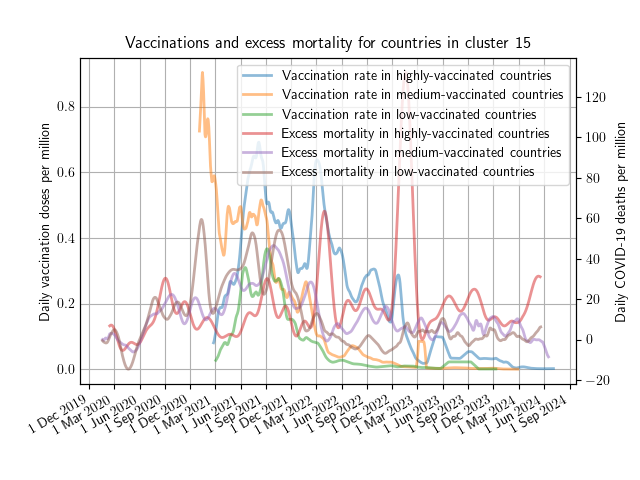 Vaccinations and excess mortality for countries in cluster 15
Vaccination rate in highly-vaccinated countries
Vaccination rate in medium-vaccinated countries
Vaccination rate in low-vaccinated countries
Excess mortality in highly-vaccinated countries
Excess mortality in medium-vaccinated countries
Excess mortality in low-vaccinated countries
Daily vaccination doses per million
0.8
0.6
0.4
0.2
0.0
Daily COVID-19 deaths per million
120
100
80
60
40
20
0
−20
1 Dec 2019
1 Mar 2020
1 Jun 2020
1 Sep 2020
1 Dec 2020
1 Mar 2021
1 Jun 2021
1 Sep 2021
1 Dec 2021
1 Mar 2022
1 Jun 2022
1 Sep 2022
1 Dec 2022
1 Mar 2023
1 Jun 2023
1 Sep 2023
1 Dec 2023
1 Mar 2024
1 Jun 2024
1 Sep 2024